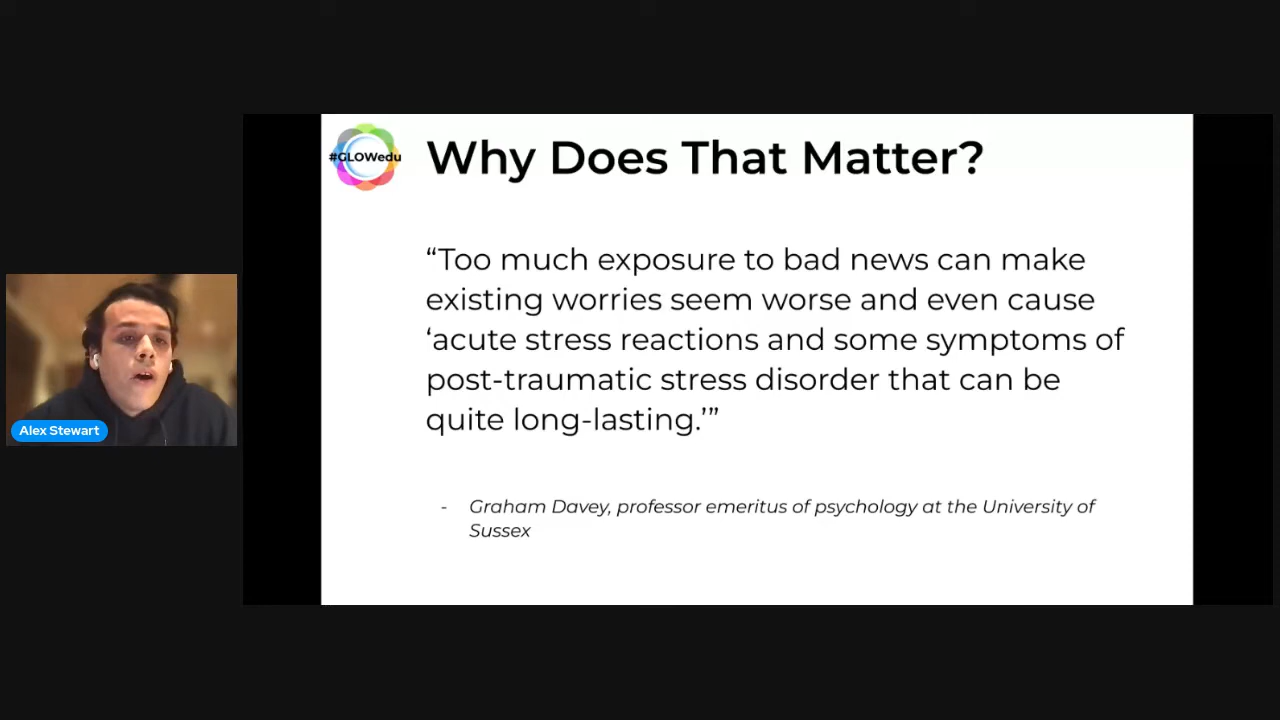 #GLOWedu
Why Does That Matter?
“Too much exposure to bad news can make
existing worries seem worse and even cause
‘acute stress reactions and some symptoms of
post-traumatic stress disorder that can be
quite long-lasting.’”
- Graham Davey, professor emeritus of psychology at the University of
Sussex
Alex Stewart